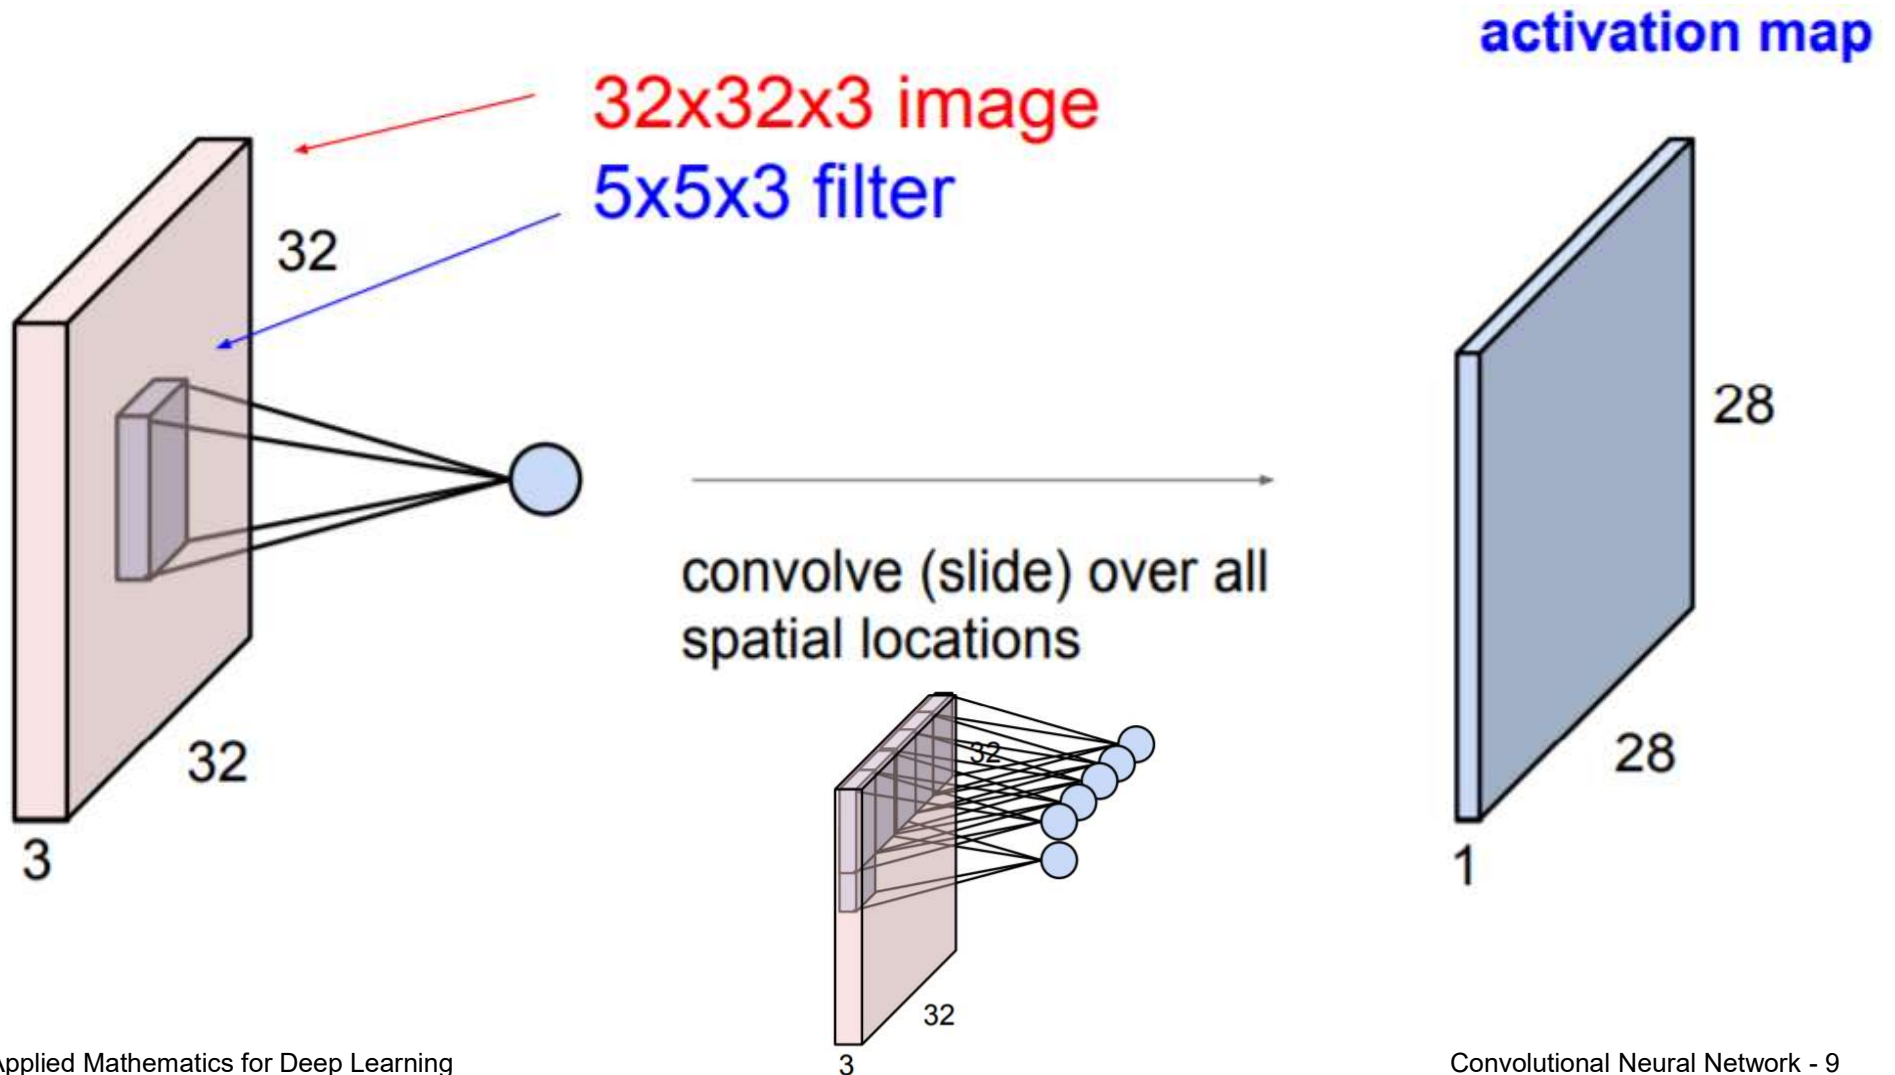 activation map
32x32x3 image
5x5x3 filter
32
28
convolve (slide) over all
spatial locations
32
28
32
3
1
32
3
Applied Mathematics for Deep Learning
Convolutional Neural Network - 9